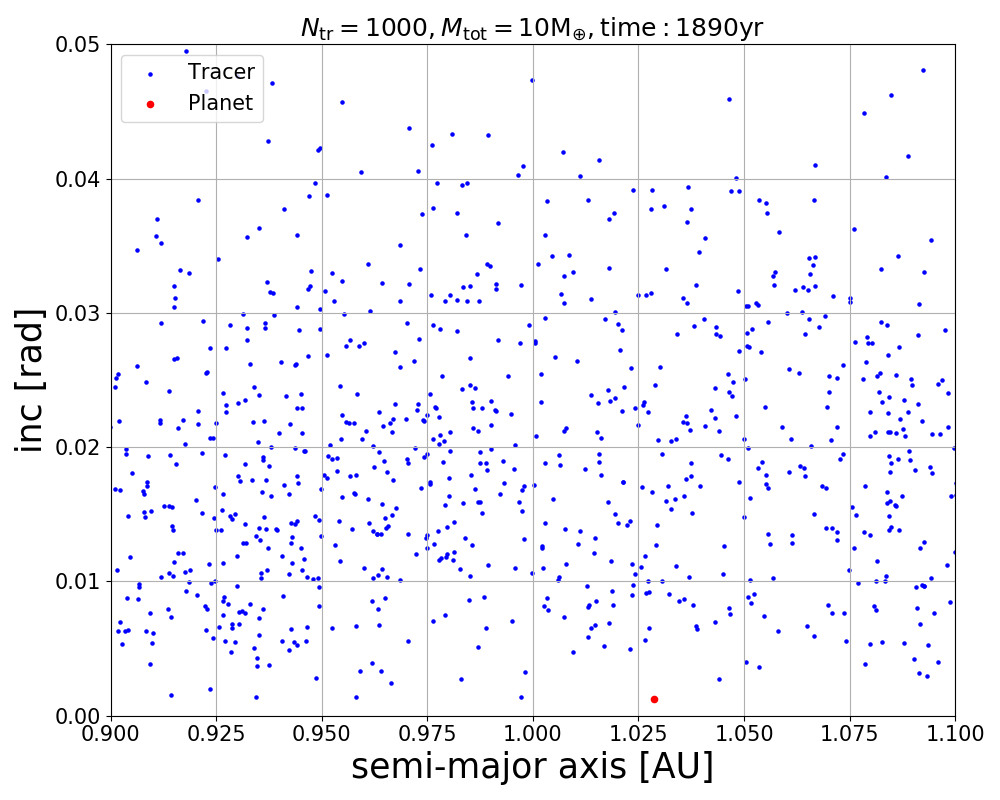 N_tr = 1000, M_tot = 10M_⊕, time : 1890yr
0.05
Tracer
Planet
0.04
0.03
inc [rad]
0.02
0.01
0.00
0.900 0.925 0.950 0.975 1.000 1.025 1.050 1.075 1.100
semi-major axis [AU]